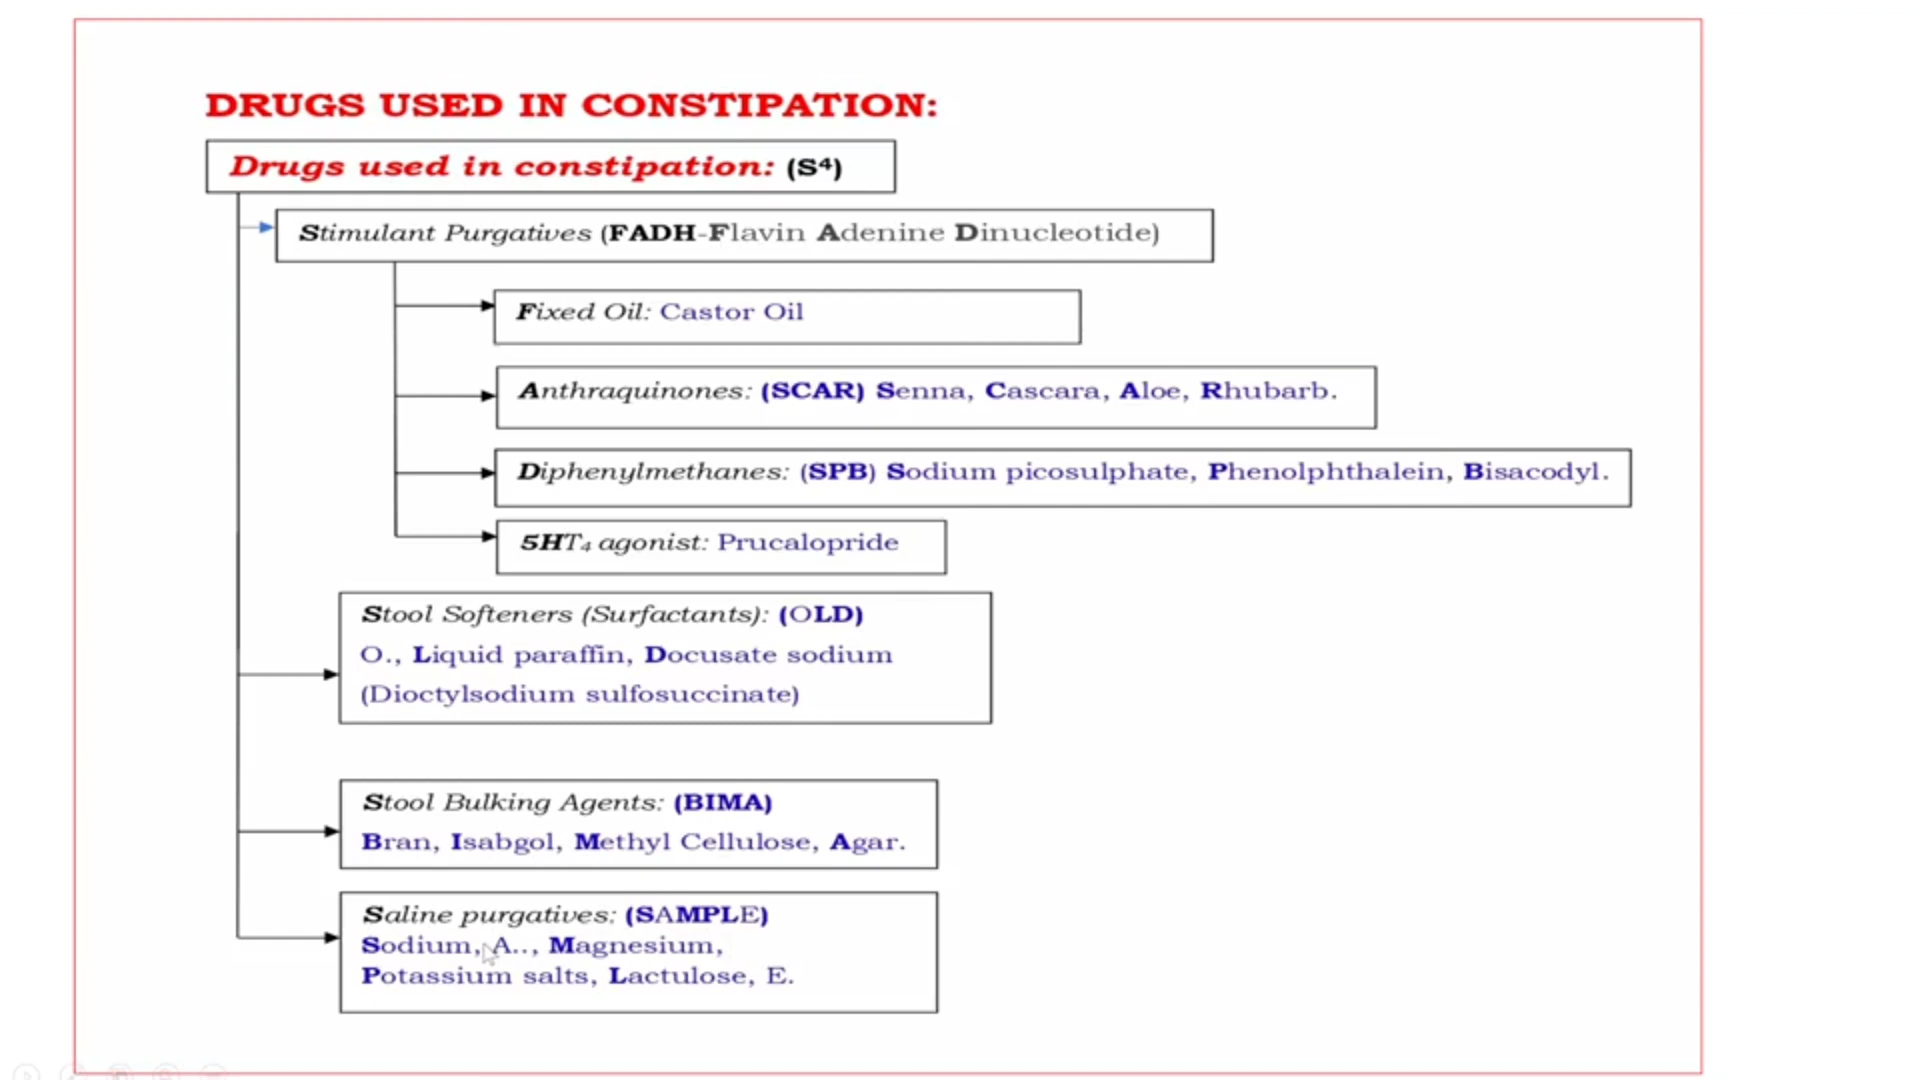 DRUGS USED IN CONSTIPATION:
Drugs used in constipation: (S⁴)
Stimulant Purgatives (FADH-Flavin Adenine Dinucleotide)
Fixed Oil: Castor Oil
Anthraquinones: (SCAR) Senna, Cascara, Aloe, Rhubarb.
Diphenylmethanes: (SPB) Sodium picosulphate, Phenolphthalein, Bisacodyl.
5HT₄ agonist: Prucalopride
Stool Softeners (Surfactants): (OLD)
O., Liquid paraffin, Docusate sodium
(Dioctylsodium sulfosuccinate)
Stool Bulking Agents: (BIMA)
Bran, Isabgol, Methyl Cellulose, Agar.
Saline purgatives: (SAMPLE)
Sodium, A.., Magnesium,
Potassium salts, Lactulose, E.